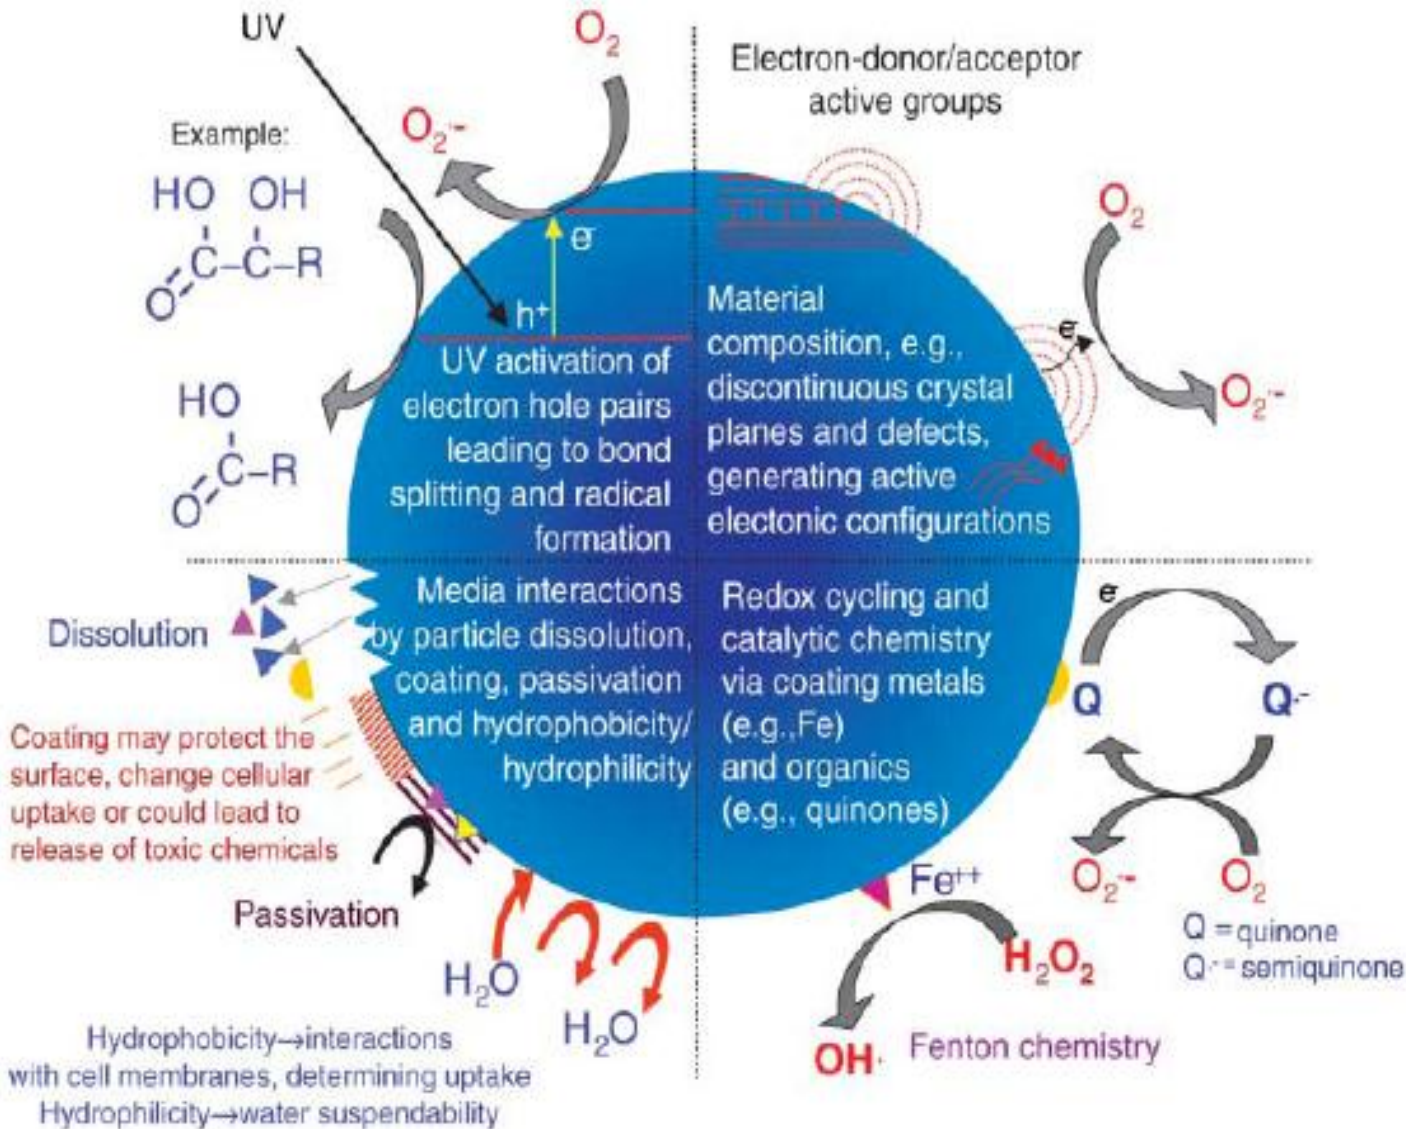 UV
O2
O2·-
Example:
HO OH
C–C–R
O
HO
C–R
O
e-
h+
UV activation of
electron hole pairs
leading to bond
splitting and radical
formation
Electron-donor/acceptor
active groups
O2
e-
O2·-
Material
composition, e.g.,
discontinuous crystal
planes and defects,
generating active
electonic configurations
Dissolution
Media interactions
by particle dissolution,
coating, passivation
and hydrophobicity/
hydrophilicity
Coating may protect the
surface, change cellular
uptake or could lead to
release of toxic chemicals
Passivation
H2O
H2O
Hydrophobicity→interactions
with cell membranes, determining uptake
Hydrophilicity→water suspendability
Redox cycling and
catalytic chemistry
via coating metals
(e.g.,Fe)
and organics
(e.g., quinones)
e-
Q Q·-
O2·- O2
Q = quinone
Q·- = semiquinone
Fe++
H2O2
OH· Fenton chemistry